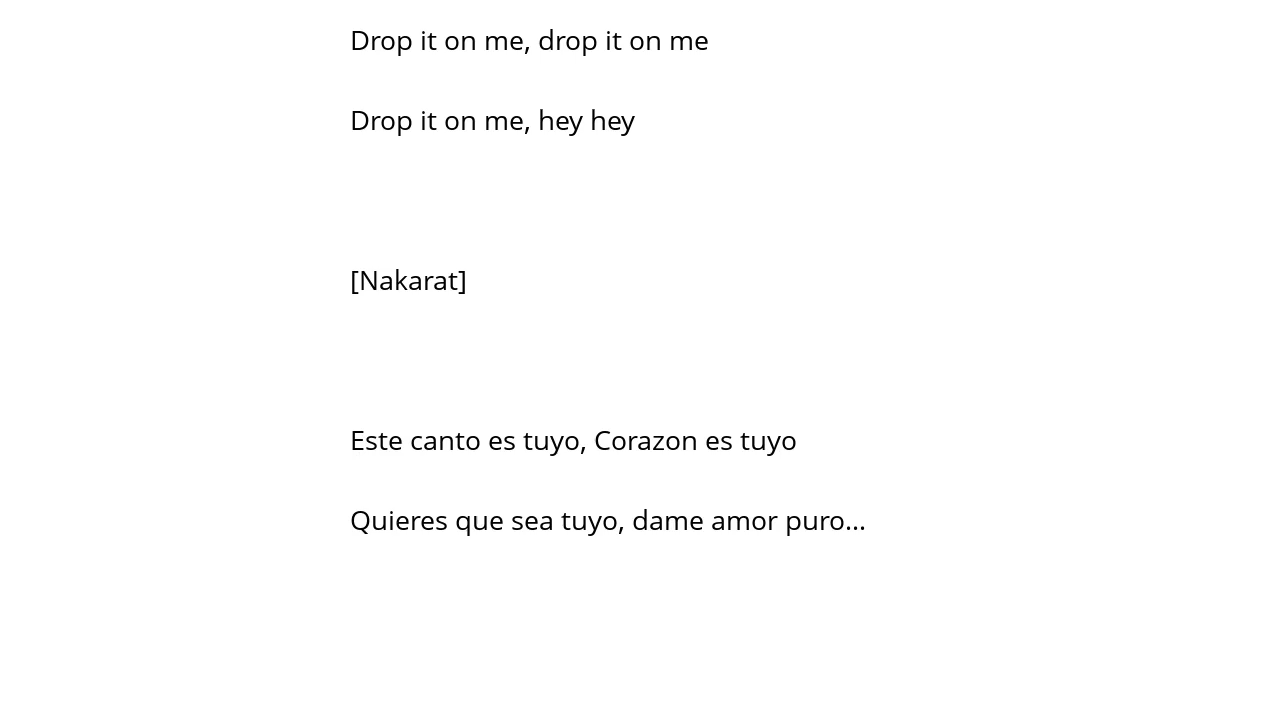 Drop it on me, drop it on me
Drop it on me, hey hey
[Nakarat]
Este canto es tuyo, Corazon es tuyo
Quieres que sea tuyo, dame amor puro...